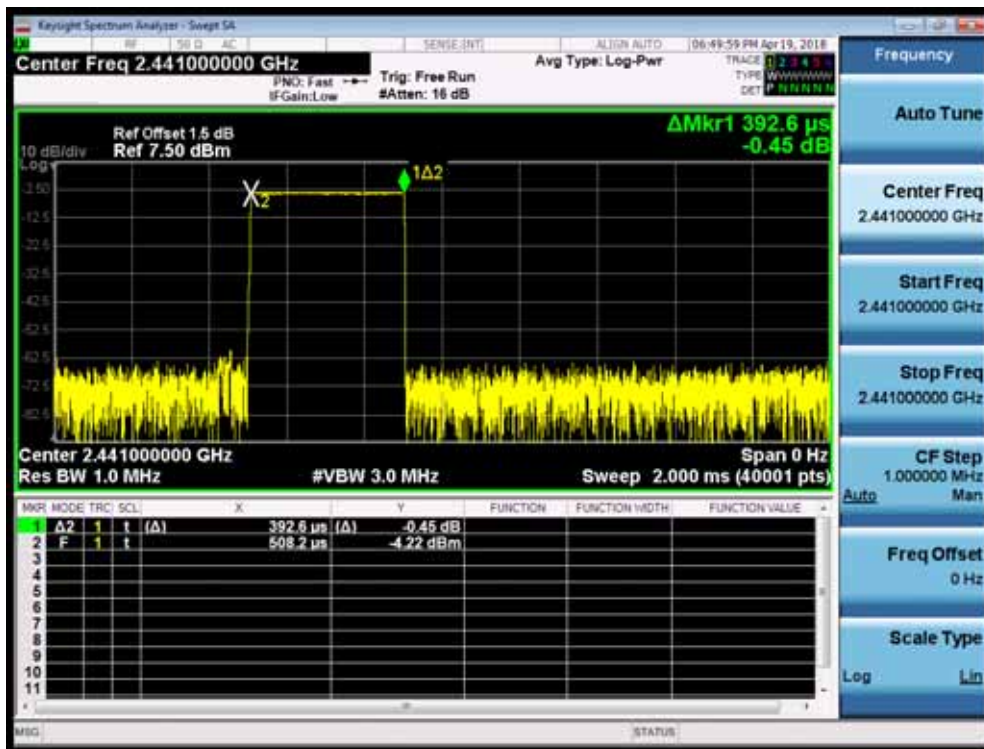 Keysight Spectrum Analyzer - Swept SA
RF 50 Ω AC SENSE:INT ALIGN AUTO 06:49:59 PM Apr 19, 2018
Center Freq 2.441000000 GHz
PNO: Fast Trig: Free Run Avg Type: Log-Pwr TRACE 1 2 3 4 5 6
IFGain:Low #Atten: 16 dB TYPE W
DET P N N N N N
Frequency
Auto Tune
Center Freq
2.441000000 GHz
Start Freq
2.441000000 GHz
Stop Freq
2.441000000 GHz
CF Step
1.000000 MHz
Auto Man
Freq Offset
0 Hz
Scale Type
Log Lin
ΔMkr1 392.6 µs
-0.45 dB
Ref Offset 1.5 dB
10 dB/div Ref 7.50 dBm
Log
1Δ2
X2
-2.50
-12.5
-22.5
-32.5
-42.5
-52.5
-62.5
-72.5
-82.5
Center 2.441000000 GHz Span 0 Hz
Res BW 1.0 MHz #VBW 3.0 MHz Sweep 2.000 ms (40001 pts)
MKR MODE TRC SCL X Y FUNCTION FUNCTION WIDTH FUNCTION VALUE
1 Δ2 1 t (Δ) 392.6 µs (Δ) -0.45 dB
2 F 1 t 508.2 µs -4.22 dBm
3
4
5
6
7
8
9
10
11
MSG STATUS